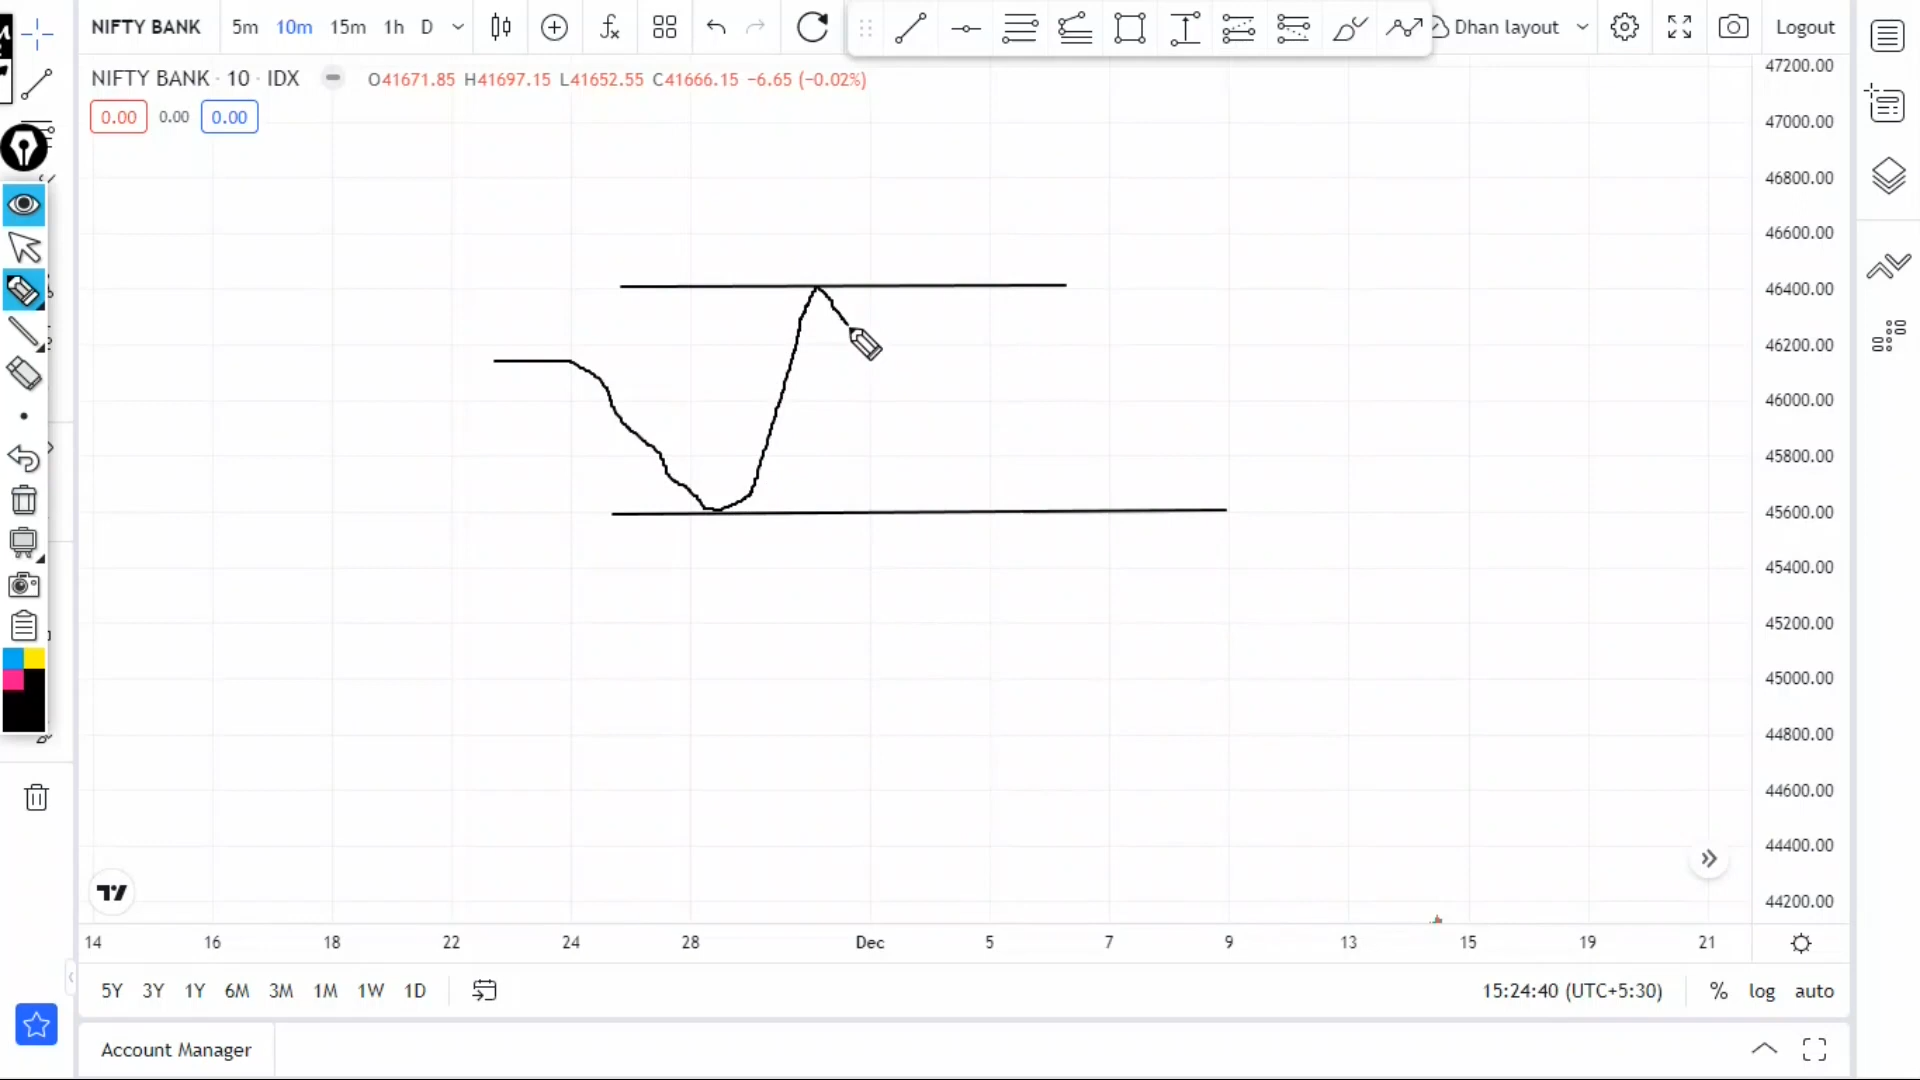 NIFTY BANK 5m 10m 15m 1h D Dhan layout Logout
NIFTY BANK · 10 · IDX O41671.85 H41697.15 L41652.55 C41666.15 −6.65 (−0.02%)
0.00 0.00 0.00
47200.00
47000.00
46800.00
46600.00
46400.00
46200.00
46000.00
45800.00
45600.00
45400.00
45200.00
45000.00
44800.00
44600.00
44400.00
44200.00
14 16 18 22 24 28 Dec 5 7 9 13 15 19 21
5Y 3Y 1Y 6M 3M 1M 1W 1D 15:24:40 (UTC+5:30) % log auto
Account Manager